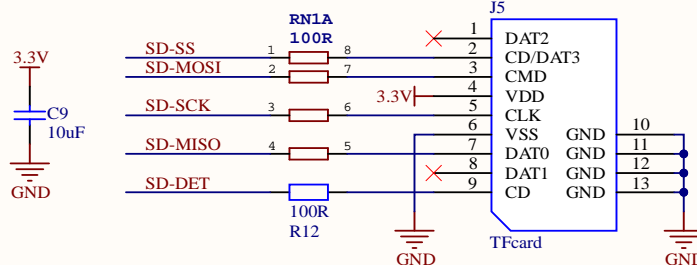 J5
RN1A
100R
SD-SS 1 8 1 DAT2
3.3V SD-MOSI 2 7 2 CD/DAT3
3 CMD
3.3V 4 VDD
C9 SD-SCK 3 6 5 CLK
10uF 6 VSS GND 10
SD-MISO 4 5 7 DAT0 GND 11
8 DAT1 GND 12
GND SD-DET 9 CD GND 13
100R
R12 TFcard
GND GND